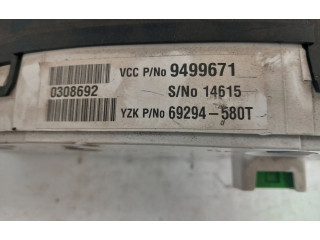 VCC P/No 9499671
0308692 S/No 14615
YZK P/No 69294-580T